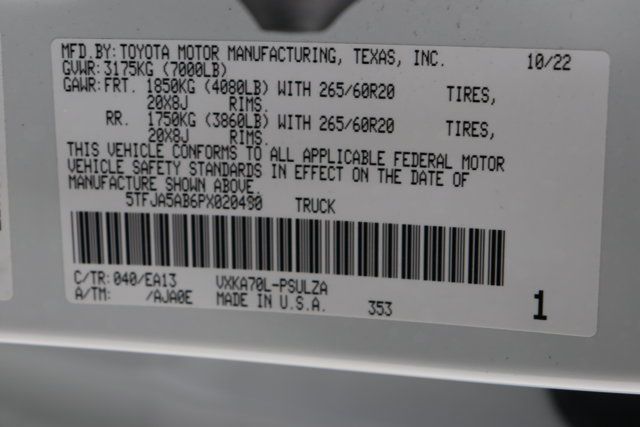 MFD.BY: TOYOTA MOTOR MANUFACTURING, TEXAS, INC. 10/22
GVWR: 3175KG (7000LB)
GAWR: FRT. 1850KG (4080LB) WITH 265/60R20 TIRES,
20X8J RIMS.
RR. 1750KG (3860LB) WITH 265/60R20 TIRES,
20X8J RIMS.
THIS VEHICLE CONFORMS TO ALL APPLICABLE FEDERAL MOTOR
VEHICLE SAFETY STANDARDS IN EFFECT ON THE DATE OF
MANUFACTURE SHOWN ABOVE.
5TFJA5AB6PX020490 TRUCK
C/TR: 040/EA13 VXKA70L-PSULZA
A/TM: /AJA0E MADE IN U.S.A. 353 1